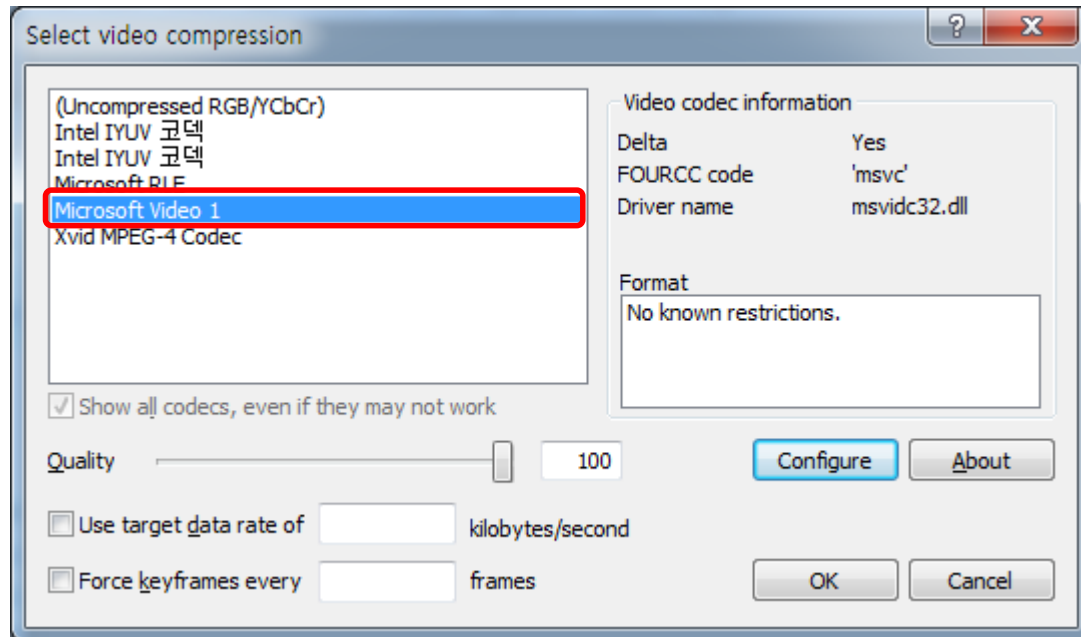 Select video compression
(Uncompressed RGB/YCbCr)
Intel IYUV 코덱
Intel IYUV 코덱
Microsoft RLE
Microsoft Video 1
Xvid MPEG-4 Codec
Show all codecs, even if they may not work
Video codec information
Delta Yes
FOURCC code 'msvc'
Driver name msvidc32.dll
Format
No known restrictions.
Quality 100
Configure About
Use target data rate of kilobytes/second
Force keyframes every frames
OK Cancel